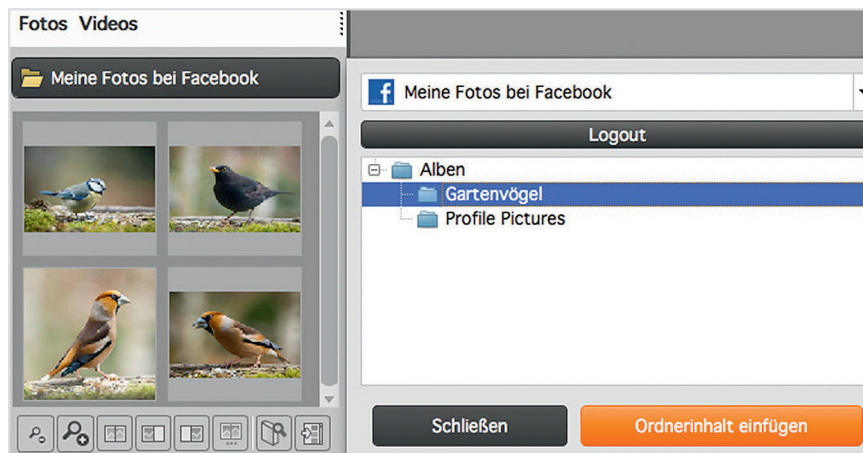 Fotos Videos
Meine Fotos bei Facebook
Meine Fotos bei Facebook
Logout
Alben
Gartenvögel
Profile Pictures
Schließen
Ordnerinhalt einfügen